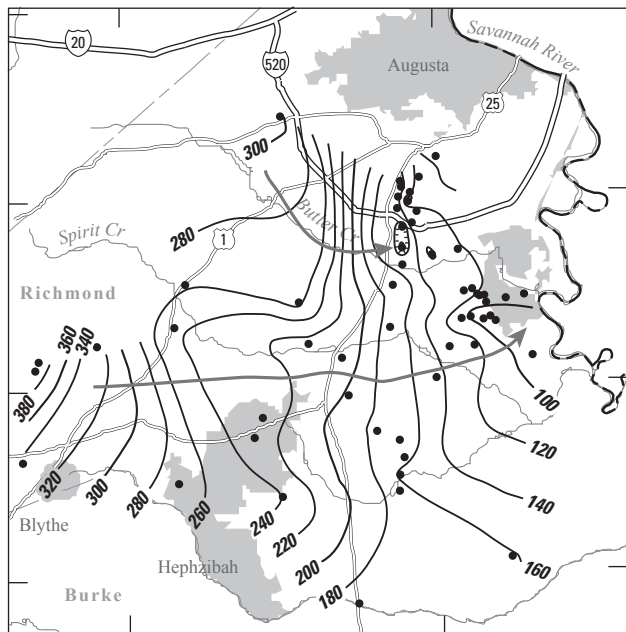 20
520
Augusta
Savannah River
25
300
280
1
Butler Cr
Spirit Cr
Richmond
360
340
380
100
120
320
300
280
260
240
220
200
180
140
160
Blythe
Hephzibah
Burke